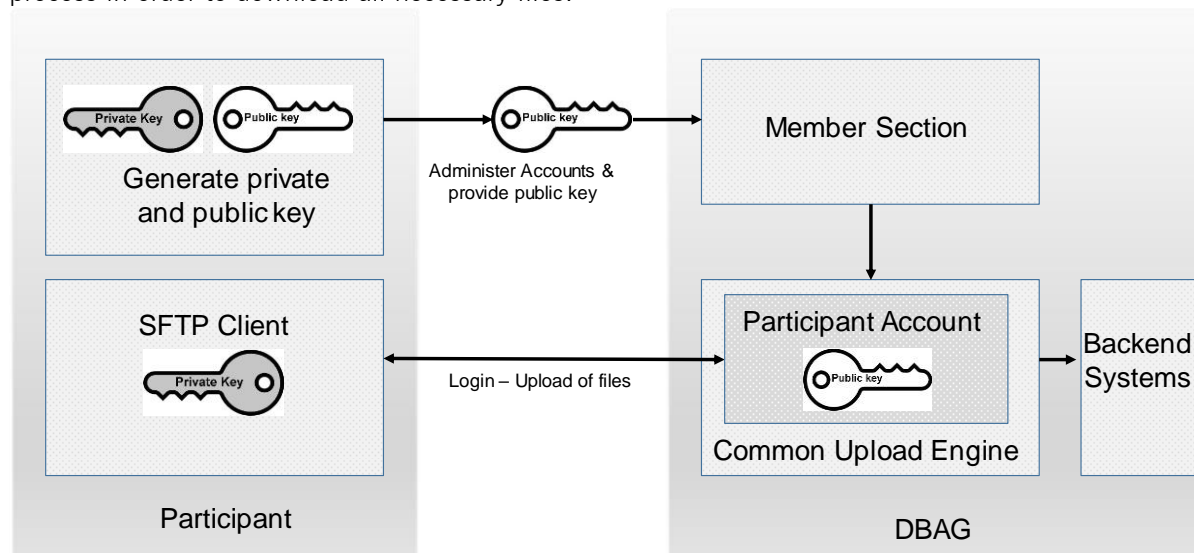 process in order to download all necessary files.
Private Key
Public key
Generate private
and public key
Public key
Administer Accounts &
provide public key
Member Section
SFTP Client
Private Key
Login – Upload of files
Participant Account
Public key
Common Upload Engine
Backend
Systems
Participant
DBAG